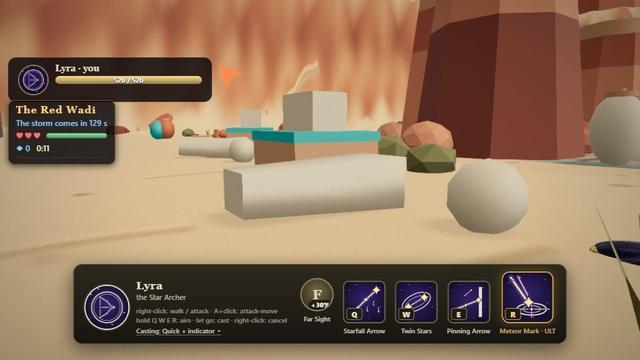 Lyra · you
520 / 520
The Red Wadi
The storm comes in 129 s
0 0:11
Lyra
the Star Archer
right-click: walk / attack · A+click: attack-move
hold Q W E R: aim · let go: cast · right-click: cancel
Casting: Quick + indicator
F
+30%
Far Sight
Q
Starfall Arrow
W
Twin Stars
E
Pinning Arrow
R
Meteor Mark · ULT